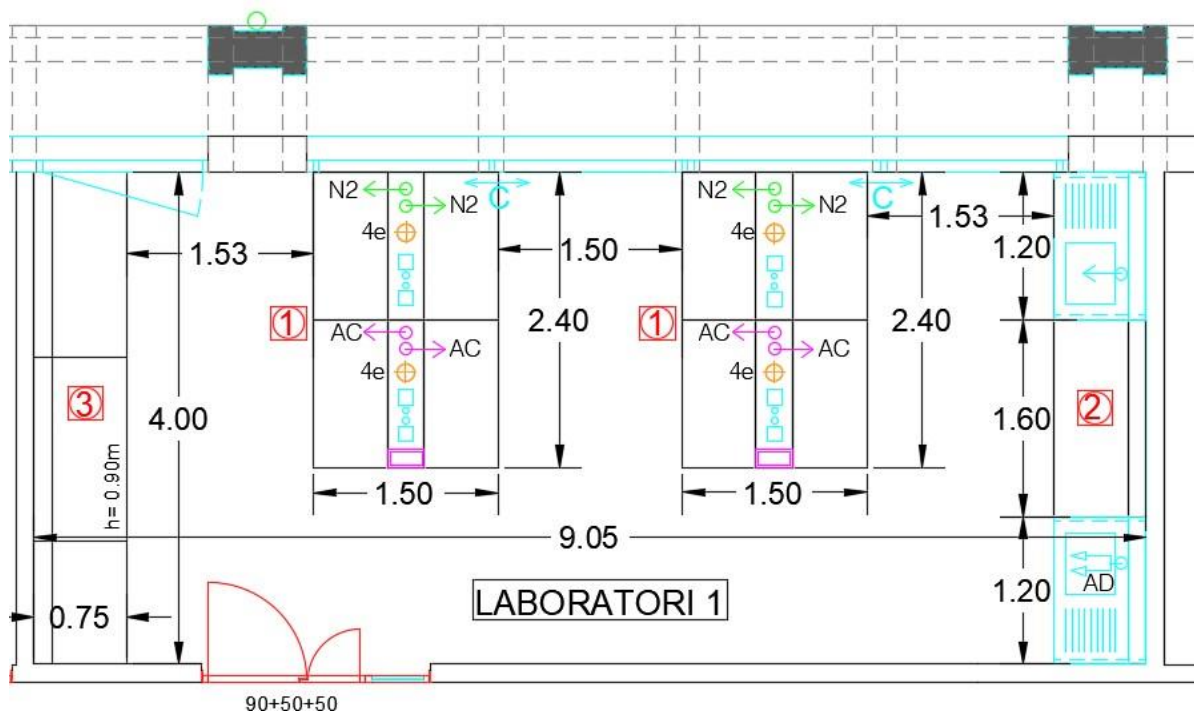 N2
N2
C
N2
N2
C
4e
4e
1.53
1.50
1.53
1.20
1
1
2.40
2.40
AC
AC
AC
AC
4e
4e
3
4.00
1.60
2
h= 0.90m
1.50
1.50
9.05
AD
1.20
0.75
LABORATORI 1
90+50+50